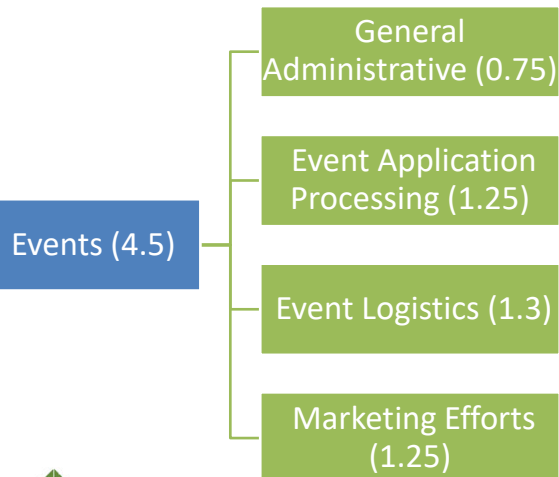 General
Administrative (0.75)
Event Application
Processing (1.25)
Events (4.5)
Event Logistics (1.3)
Marketing Efforts
(1.25)